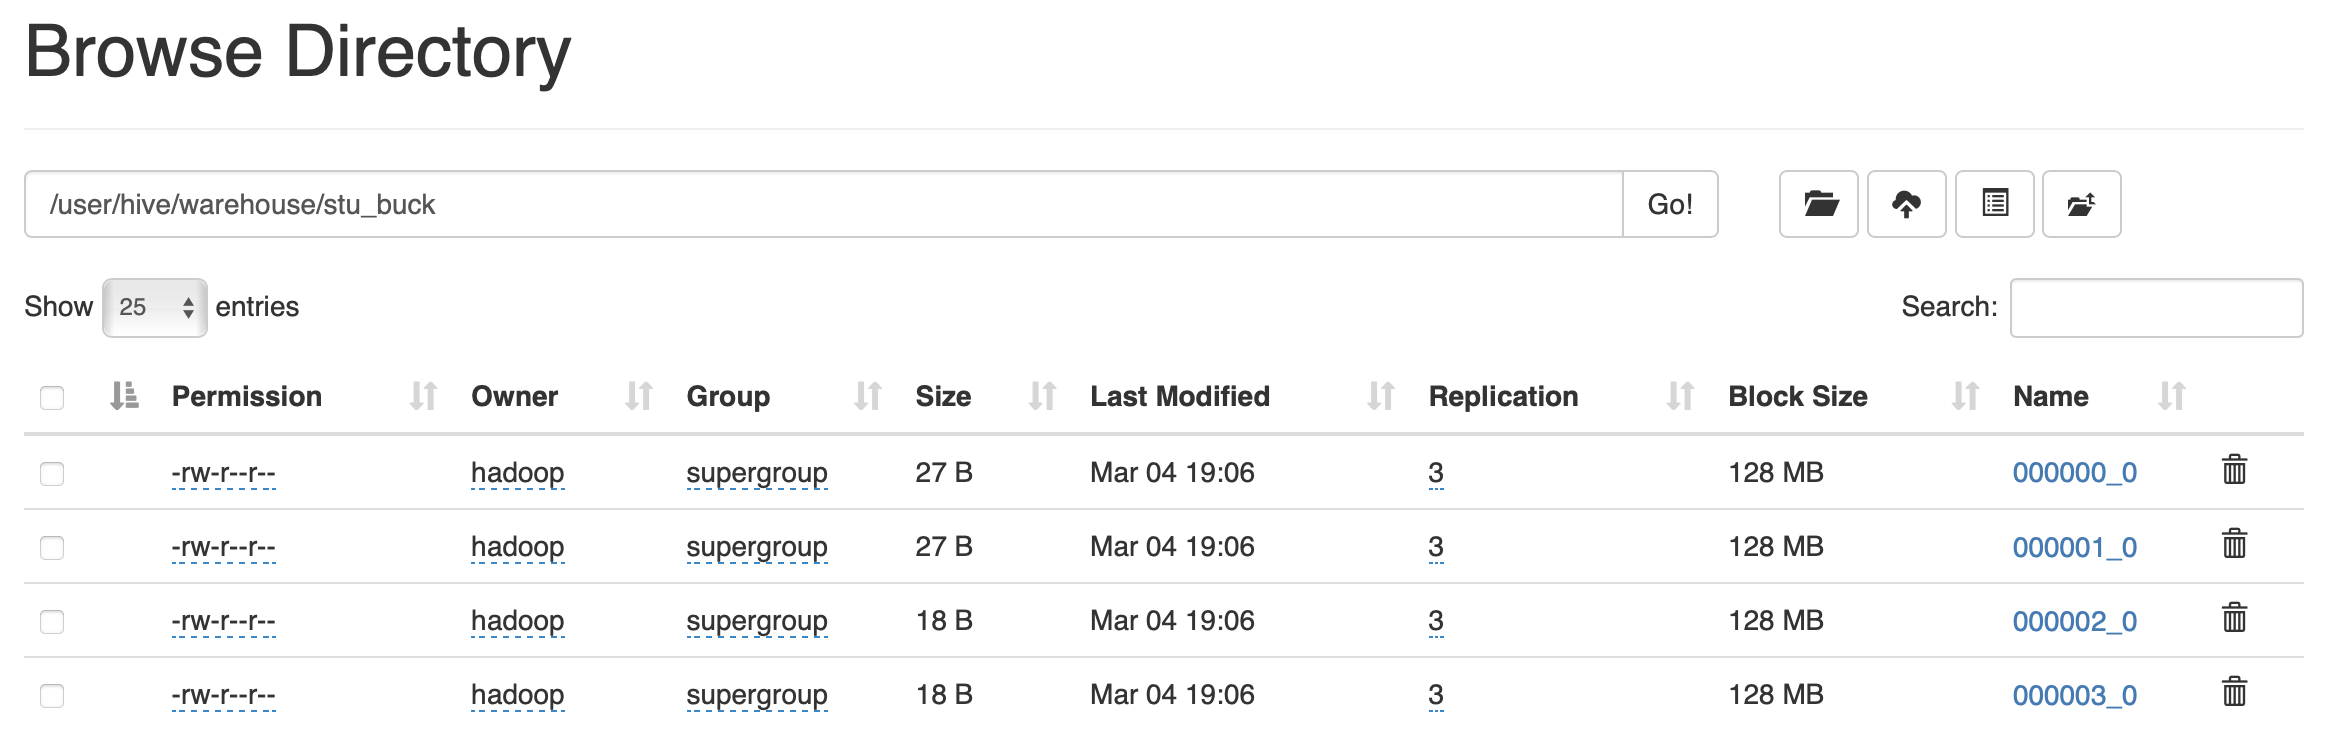 Browse Directory
/user/hive/warehouse/stu_buck Go!
Show 25 entries Search:
Permission Owner Group Size Last Modified Replication Block Size Name
-rw-r--r-- hadoop supergroup 27 B Mar 04 19:06 3 128 MB 000000_0
-rw-r--r-- hadoop supergroup 27 B Mar 04 19:06 3 128 MB 000001_0
-rw-r--r-- hadoop supergroup 18 B Mar 04 19:06 3 128 MB 000002_0
-rw-r--r-- hadoop supergroup 18 B Mar 04 19:06 3 128 MB 000003_0